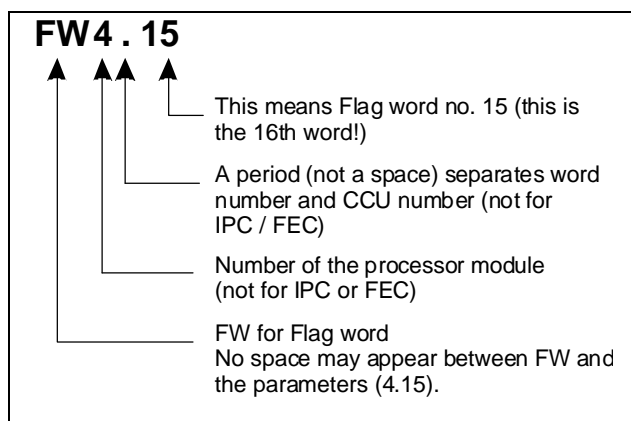 FW4 . 15
This means Flag word no. 15 (this is
the 16th word!)
A period (not a space) separates word
number and CCU number (not for
IPC / FEC)
Number of the processor module
(not for IPC or FEC)
FW for Flag word
No space may appear between FW and
the parameters (4.15).